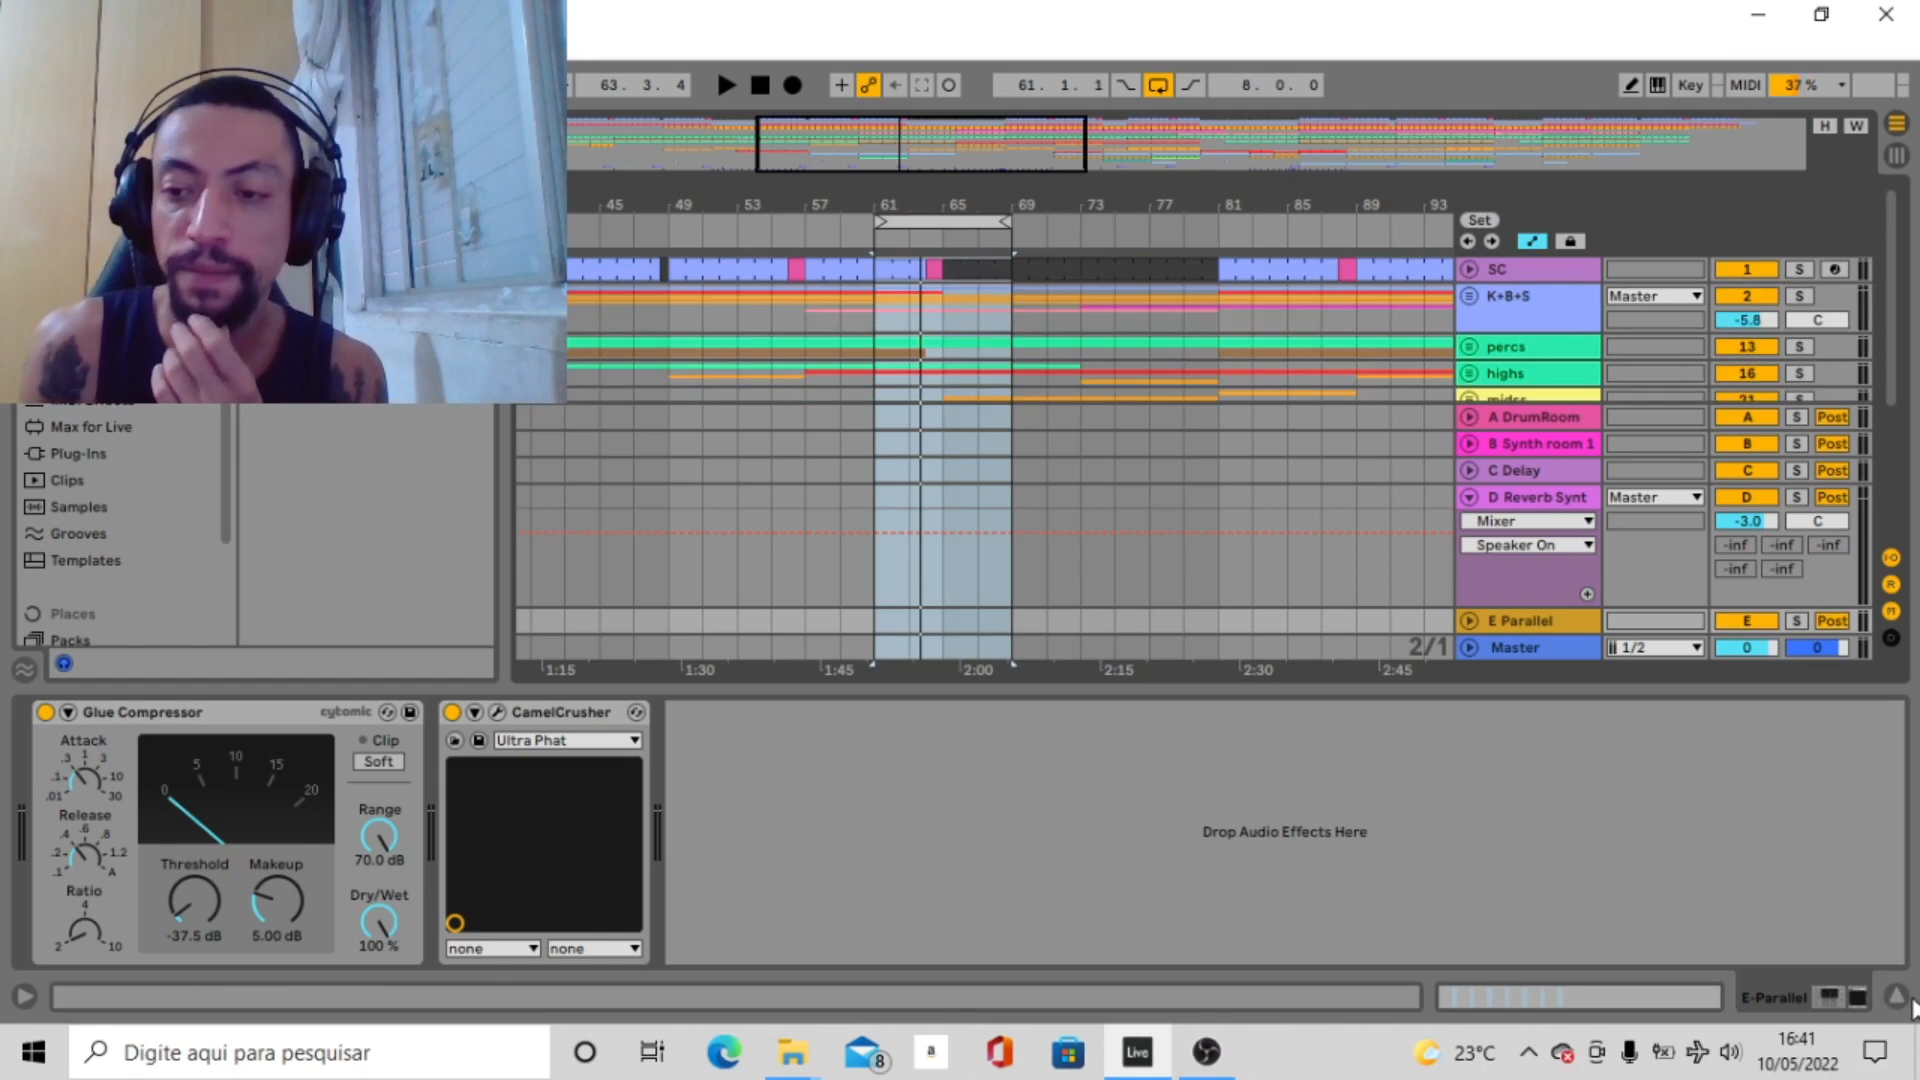 63. 3. 4
61. 1. 1
8. 0. 0
Key
MIDI
37 %
H W
45 49 53 57 61 65 69 73 77 81 85 89 93
Set
SC 1 S
K+B+S Master 2 S
-5.8 C
percs 13 S
highs 16 S
A DrumRoom A S Post
B Synth room 1 B S Post
C Delay C S Post
D Reverb Synt Master D S Post
Mixer -3.0 C
Speaker On -inf -inf -inf
-inf -inf
E Parallel E S Post
2/1 Master 1/2 0 0
1:15 1:30 1:45 2:00 2:15 2:30 2:45
Max for Live
Plug-Ins
Clips
Samples
Grooves
Templates
Places
Packs
Glue Compressor cytomic
Attack
.01 .1 .3 1 3 10 30
Release
.1 .2 .4 .6 .8 1.2 A
Ratio
2 4 10
0 5 10 15 20
Threshold Makeup
-37.5 dB 5.00 dB
Clip
Soft
Range
70.0 dB
Dry/Wet
100 %
CamelCrusher
Ultra Phat
none none
Drop Audio Effects Here
E-Parallel
Digite aqui para pesquisar
8
a
Live
23°C
16:41
10/05/2022